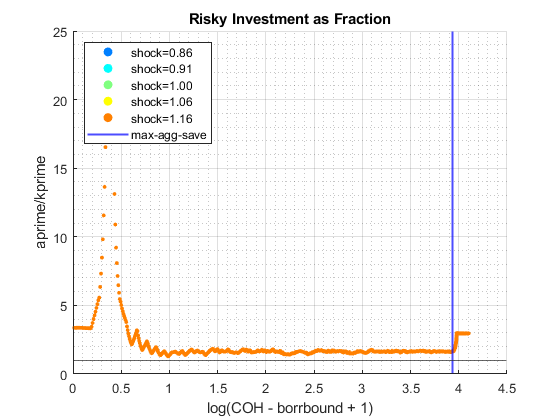 Risky Investment as Fraction
25
20
15
10
5
0
aprime/kprime
shock=0.86
shock=0.91
shock=1.00
shock=1.06
shock=1.16
max-agg-save
0 0.5 1 1.5 2 2.5 3 3.5 4 4.5
log(COH - borrbound + 1)